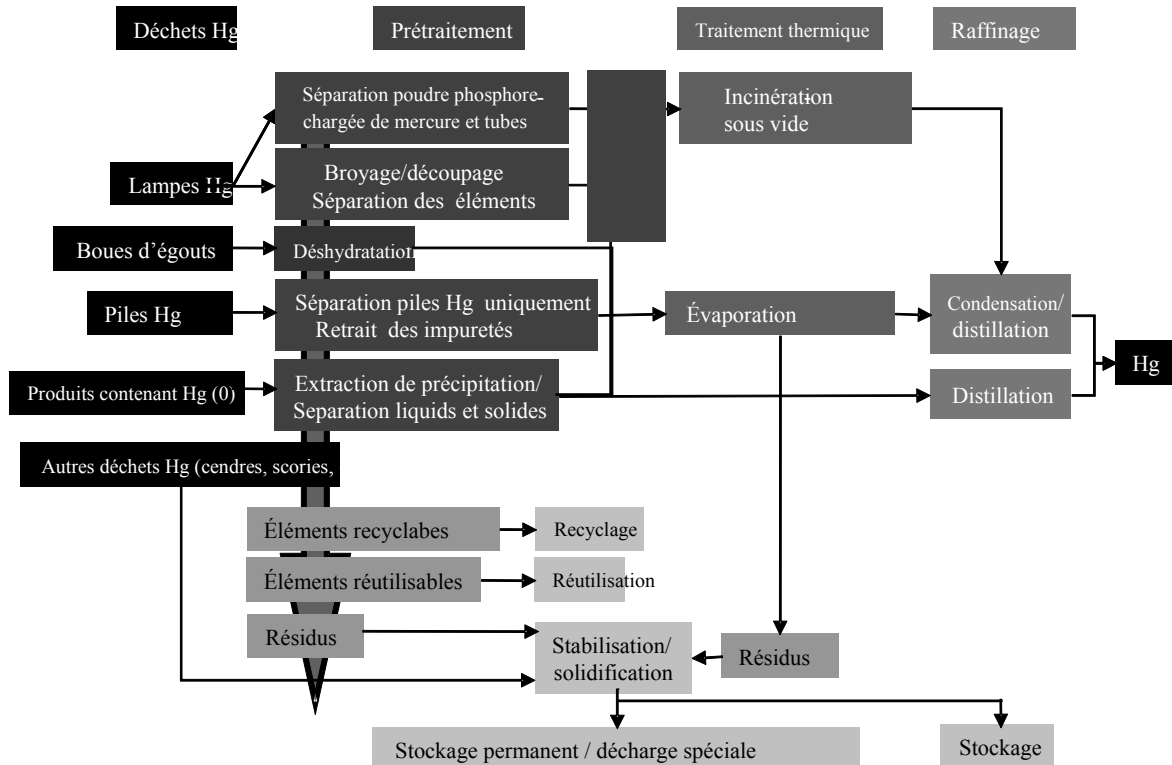 Déchets Hg
Prétraitement
Traitement thermique
Raffinage
Séparation poudre phosphore-
chargée de mercure et tubes
Incinération
sous vide
Lampes Hg
Broyage/découpage
Séparation des éléments
Boues d’égouts
Déshydratation
Piles Hg
Séparation piles Hg uniquement
Retrait des impuretés
Évaporation
Condensation/
distillation
Hg
Produits contenant Hg (0)
Extraction de précipitation/
Separation liquids et solides
Distillation
Autres déchets Hg (cendres, scories,
Éléments recyclabes
Recyclage
Éléments réutilisables
Réutilisation
Résidus
Stabilisation/
solidification
Résidus
Stockage permanent / décharge spéciale
Stockage